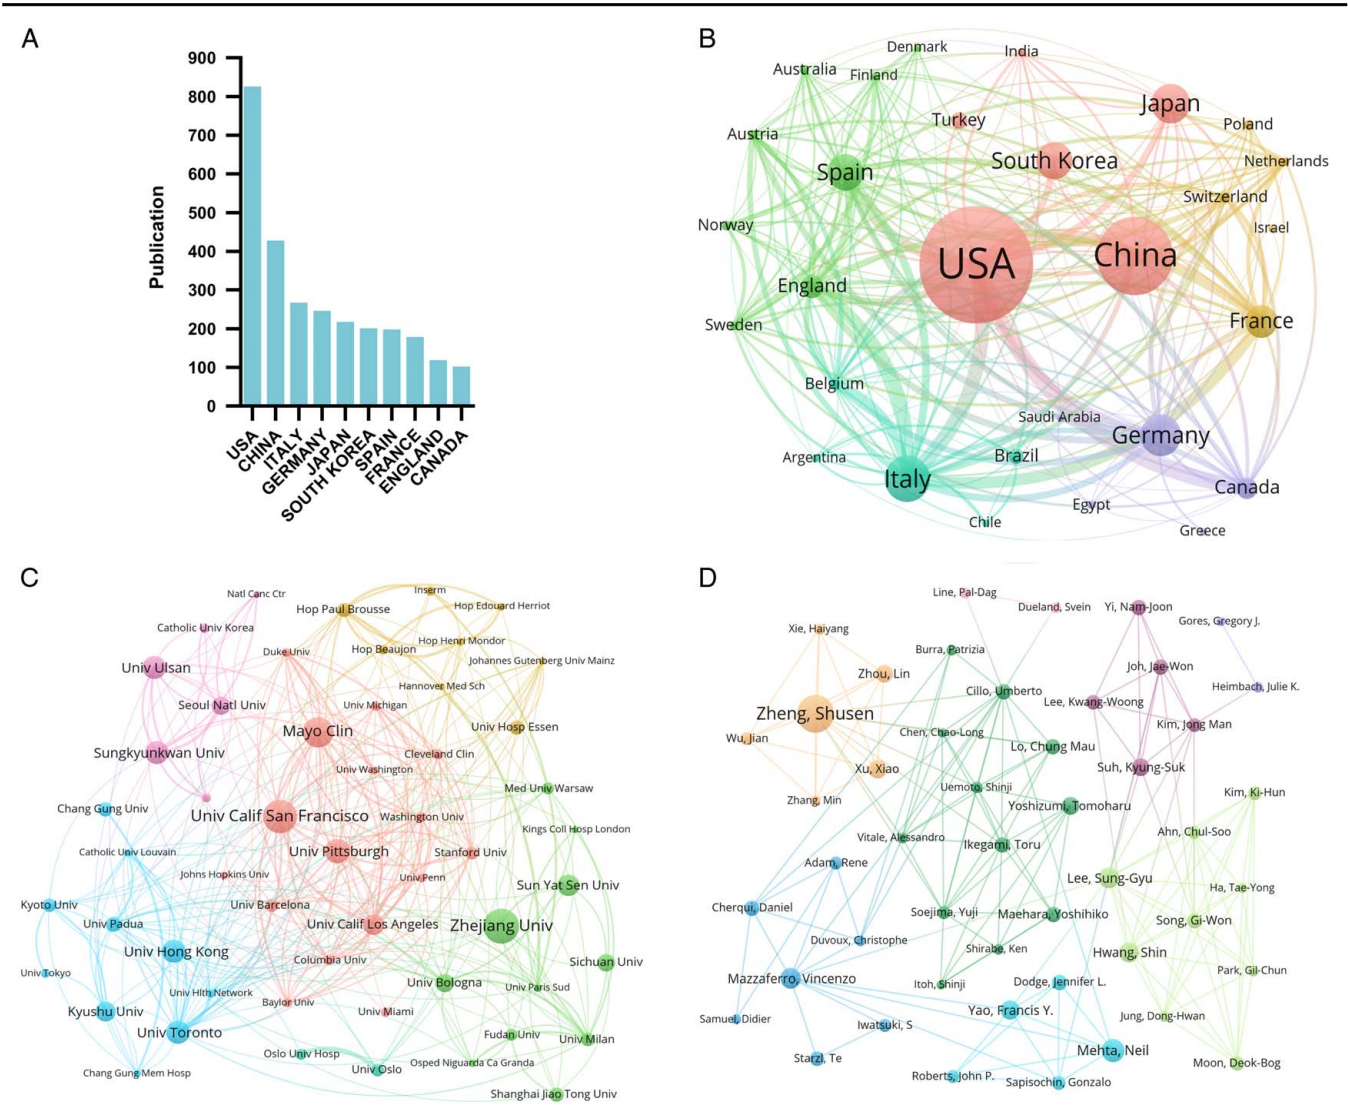 A
900
800
700
600
500
400
300
200
100
0
Publication
USA
CHINA
ITALY
GERMANY
JAPAN
SOUTH KOREA
SPAIN
FRANCE
ENGLAND
CANADA
B
Denmark
India
Australia
Finland
Japan
Turkey
Poland
Austria
South Korea
Netherlands
Spain
Switzerland
Norway
Israel
USA
China
England
Sweden
France
Belgium
Saudi Arabia
Germany
Argentina
Brazil
Italy
Canada
Egypt
Chile
Greece
C
Natl Canc Ctr
Inserm
Hop Paul Brousse
Hop Edouard Herriot
Catholic Univ Korea
Hop Henri Mondor
Duke Univ
Hop Beaujon
Johannes Gutenberg Univ Mainz
Univ Ulsan
Hannover Med Sch
Seoul Natl Univ
Univ Michigan
Mayo Clin
Univ Hosp Essen
Sungkyunkwan Univ
Cleveland Clin
Univ Washington
Med Univ Warsaw
Chang Gung Univ
Univ Calif San Francisco
Washington Univ
Kings Coll Hosp London
Catholic Univ Louvain
Univ Pittsburgh
Stanford Univ
Johns Hopkins Univ
Univ Penn
Sun Yat Sen Univ
Kyoto Univ
Univ Barcelona
Univ Padua
Univ Calif Los Angeles
Zhejiang Univ
Univ Hong Kong
Columbia Univ
Sichuan Univ
Univ Tokyo
Univ Hlth Network
Univ Bologna
Univ Paris Sud
Baylor Univ
Kyushu Univ
Univ Miami
Univ Toronto
Fudan Univ
Univ Milan
Oslo Univ Hosp
Univ Oslo
Osped Niguarda Ca Granda
Chang Gung Mem Hosp
Shanghai Jiao Tong Univ
D
Line, Pal-Dag
Dueland, Svein
Yi, Nam-Joon
Gores, Gregory J.
Xie, Haiyang
Burra, Patrizia
Zhou, Lin
Joh, Jae-Won
Cillo, Umberto
Heimbach, Julie K.
Lee, Kwang-Woong
Zheng, Shusen
Kim, Jong Man
Wu, Jian
Chen, Chao-Long
Lo, Chung Mau
Xu, Xiao
Suh, Kyung-Suk
Uemoto, Shinji
Zhang, Min
Yoshizumi, Tomoharu
Kim, Ki-Hun
Vitale, Alessandro
Ikegami, Toru
Ahn, Chul-Soo
Adam, Rene
Lee, Sung-Gyu
Ha, Tae-Yong
Cherqui, Daniel
Soejima, Yuji
Maehara, Yoshihiko
Song, Gi-Won
Duvoux, Christophe
Shirabe, Ken
Hwang, Shin
Mazzaferro, Vincenzo
Itoh, Shinji
Dodge, Jennifer L.
Park, Gil-Chun
Samuel, Didier
Iwatsuki, S
Yao, Francis Y.
Jung, Dong-Hwan
Starzl, Te
Mehta, Neil
Moon, Deok-Bog
Roberts, John P.
Sapisochin, Gonzalo